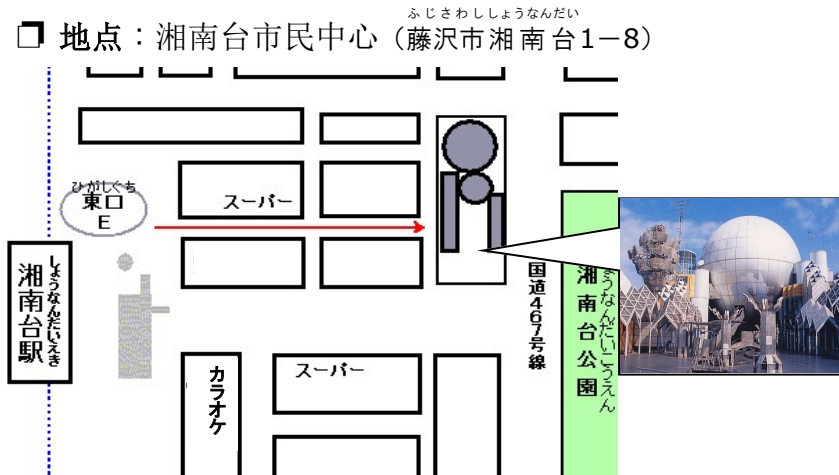 ふじさわししょうなんだい
❐ 地点：湘南台市民中心（藤沢市湘南台1－8）
ひがしぐち
東口
E
スーパー
しょうなんだいえき
湘南台駅
国道467号線
しょうなんだいこうえん
湘南台公園
カラオケ
スーパー